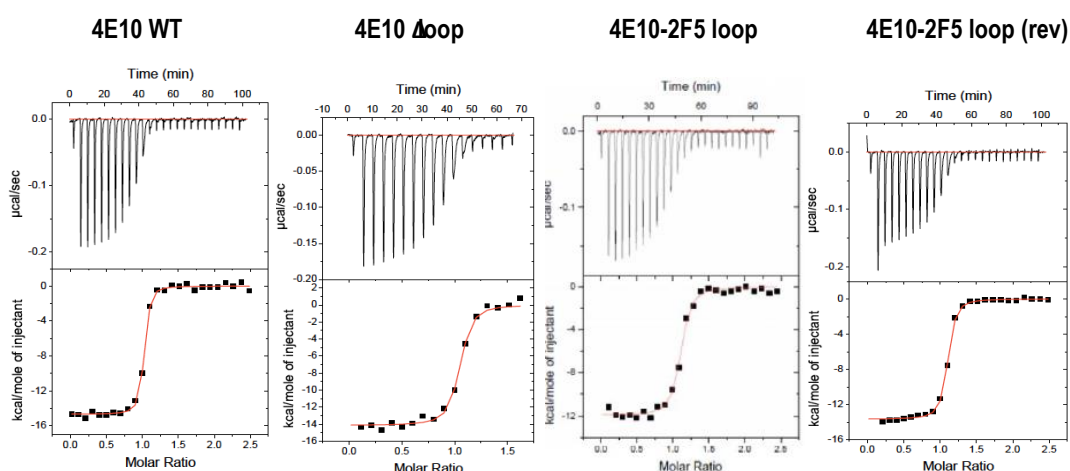 4E10 WT
Time (min)
0 20 40 60 80 100
0.0
-0.1
-0.2
µcal/sec
0
-4
-8
-12
-16
kcal/mole of injectant
0.0 0.5 1.0 1.5 2.0 2.5
Molar Ratio
4E10 Δloop
Time (min)
-10 0 10 20 30 40 50 60 70
0.00
-0.05
-0.10
-0.15
-0.20
µcal/sec
2
0
-2
-4
-6
-8
-10
-12
-14
-16
kcal/mole of injectant
0.0 0.5 1.0 1.5
Molar Ratio
4E10-2F5 loop
Time (min)
0 30 60 90
0.0
-0.1
µcal/sec
0
-4
-8
-12
kcal/mole of injectant
0.0 0.5 1.0 1.5 2.0 2.5
Molar Ratio
4E10-2F5 loop (rev)
Time (min)
0 20 40 60 80 100
0.0
-0.1
-0.2
µcal/sec
0
-4
-8
-12
-16
kcal/mole of injectant
0.0 0.5 1.0 1.5 2.0 2.5
Molar Ratio